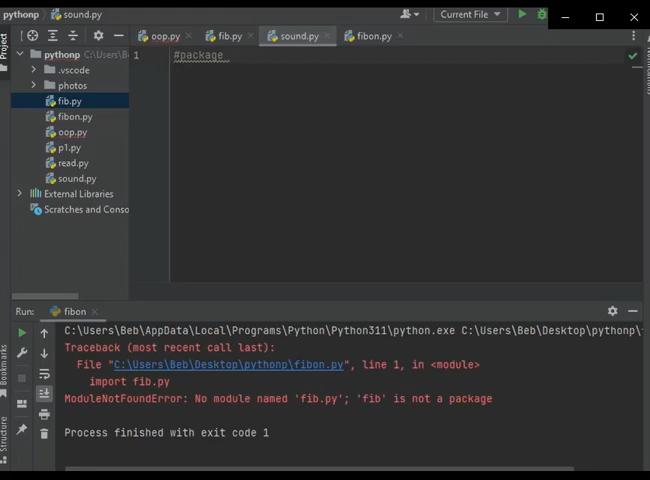 pythonp
sound.py
Current File
Project
oop.py
fib.py
sound.py
fibon.py
pythonp C:\Users\B
.vscode
photos
fib.py
fibon.py
oop.py
p1.py
read.py
sound.py
External Libraries
Scratches and Conso
1
#package
Run:
fibon
C:\Users\Beb\AppData\Local\Programs\Python\Python311\python.exe C:\Users\Beb\Desktop\pythonp\
Traceback (most recent call last):
File "C:\Users\Beb\Desktop\pythonp\fibon.py", line 1, in <module>
import fib.py
ModuleNotFoundError: No module named 'fib.py'; 'fib' is not a package
Process finished with exit code 1
Bookmarks
Structure